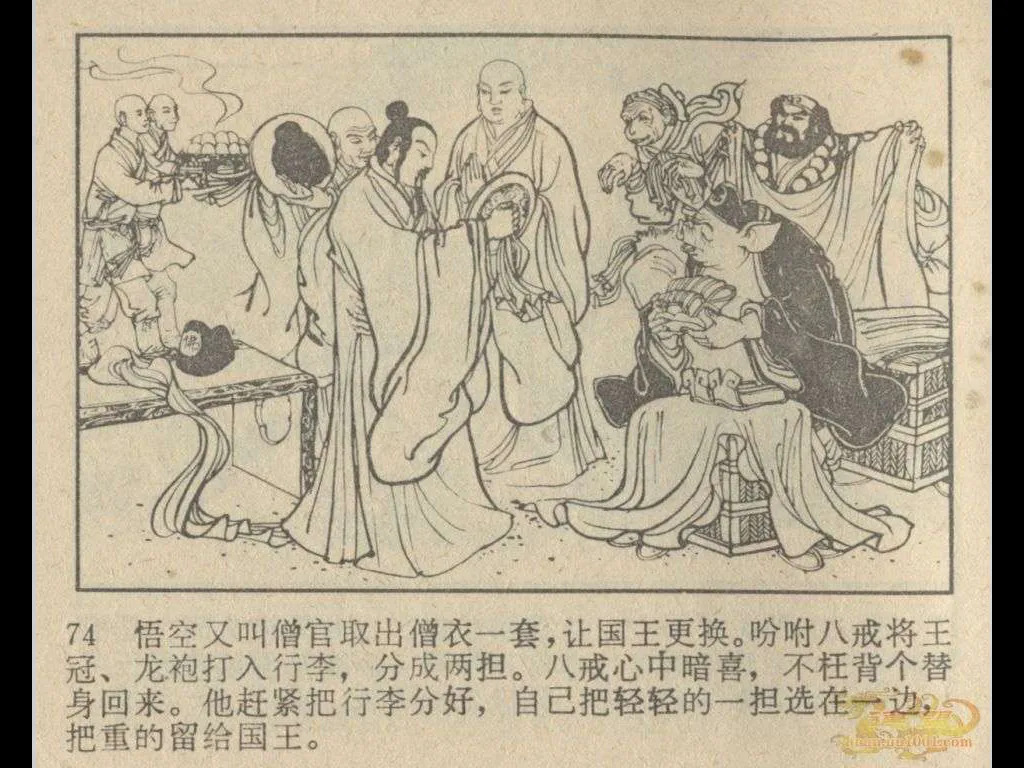 佛
74 悟空又叫僧官取出僧衣一套，让国王更换。吩咐八戒将王
冠、龙袍打入行李，分成两担。八戒心中暗喜，不枉背个替
身回来。他赶紧把行李分好，自己把轻轻的一担选在一边，
把重的留给国王。